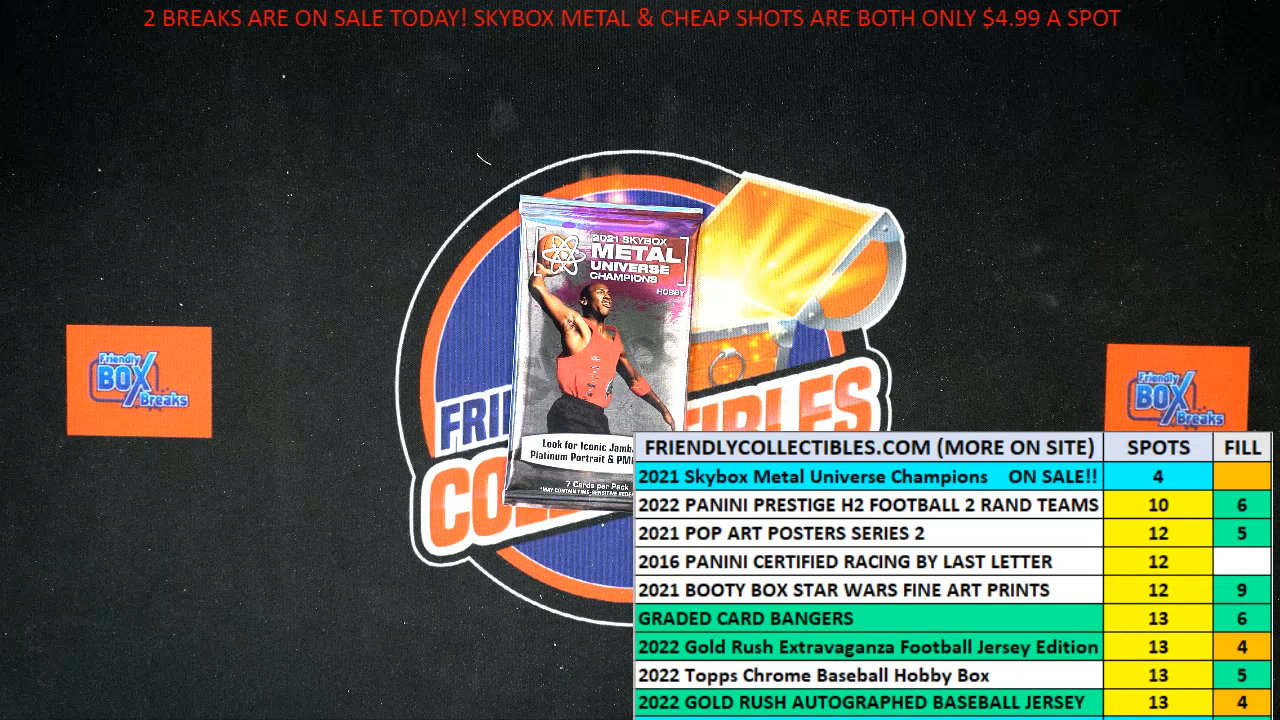 2 BREAKS ARE ON SALE TODAY! SKYBOX METAL & CHEAP SHOTS ARE BOTH ONLY $4.99 A SPOT
2021 SKYBOX
METAL
UNIVERSE
CHAMPIONS
HOBBY
Look for Iconic Jamb
Platinum Portrait & PM
7 Cards per Pack
Friendly
BOX
Breaks
Friendly
BOX
Breaks
FRI
IBLES
CO
FRIENDLYCOLLECTIBLES.COM (MORE ON SITE) SPOTS FILL
2021 Skybox Metal Universe Champions ON SALE!! 4
2022 PANINI PRESTIGE H2 FOOTBALL 2 RAND TEAMS 10 6
2021 POP ART POSTERS SERIES 2 12 5
2016 PANINI CERTIFIED RACING BY LAST LETTER 12
2021 BOOTY BOX STAR WARS FINE ART PRINTS 12 9
GRADED CARD BANGERS 13 6
2022 Gold Rush Extravaganza Football Jersey Edition 13 4
2022 Topps Chrome Baseball Hobby Box 13 5
2022 GOLD RUSH AUTOGRAPHED BASEBALL JERSEY 13 4